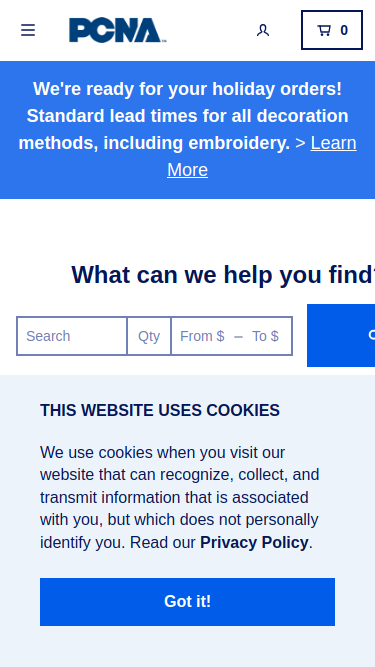 PCNA
0
We're ready for your holiday orders!
Standard lead times for all decoration
methods, including embroidery. > Learn
More
What can we help you find?
Search
Qty
From $ – To $
THIS WEBSITE USES COOKIES
We use cookies when you visit our
website that can recognize, collect, and
transmit information that is associated
with you, but which does not personally
identify you. Read our Privacy Policy.
Got it!